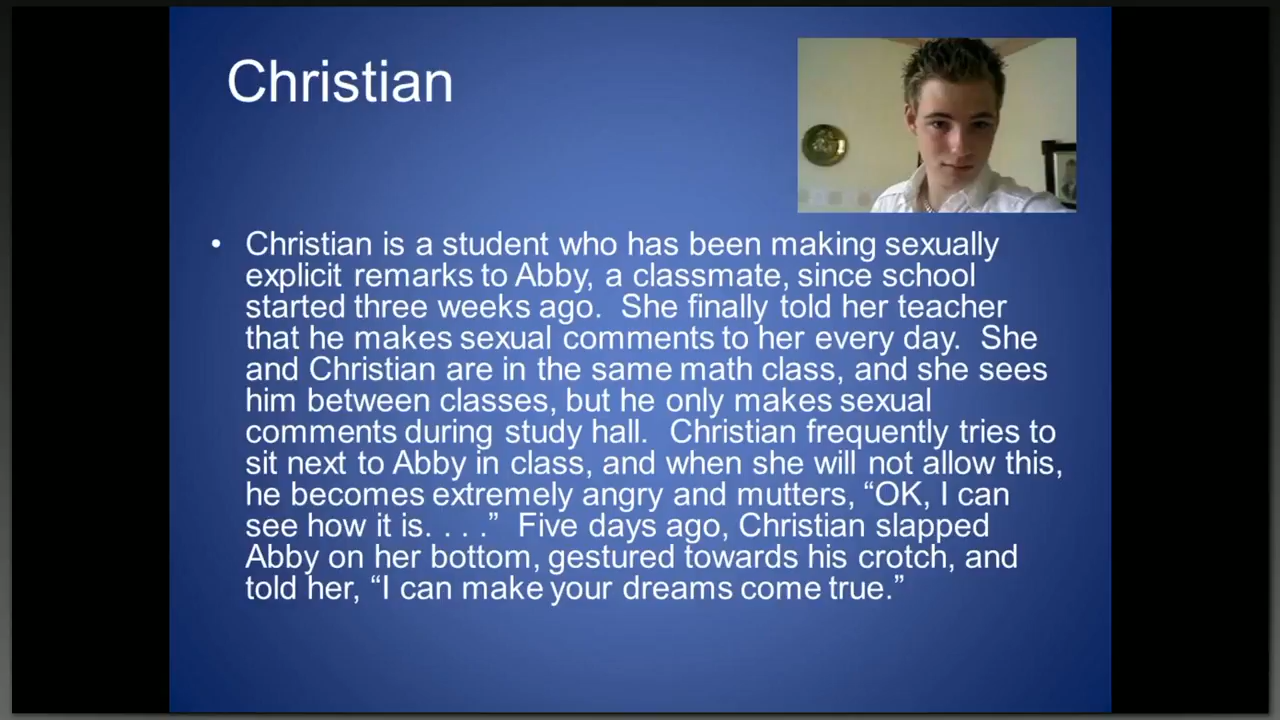 Christian
• Christian is a student who has been making sexually
explicit remarks to Abby, a classmate, since school
started three weeks ago.  She finally told her teacher
that he makes sexual comments to her every day.  She
and Christian are in the same math class, and she sees
him between classes, but he only makes sexual
comments during study hall.  Christian frequently tries to
sit next to Abby in class, and when she will not allow this,
he becomes extremely angry and mutters, “OK, I can
see how it is. . . .”  Five days ago, Christian slapped
Abby on her bottom, gestured towards his crotch, and
told her, “I can make your dreams come true.”